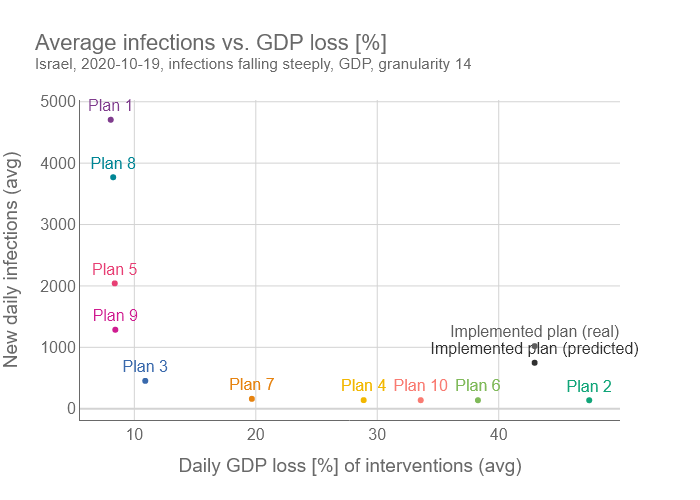 Average infections vs. GDP loss [%]
Israel, 2020-10-19, infections falling steeply, GDP, granularity 14
New daily infections (avg)
5000
4000
3000
2000
1000
0
Plan 1
Plan 8
Plan 5
Plan 9
Implemented plan (real)
Implemented plan (predicted)
Plan 3
Plan 7
Plan 4
Plan 10
Plan 6
Plan 2
10
20
30
40
Daily GDP loss [%] of interventions (avg)